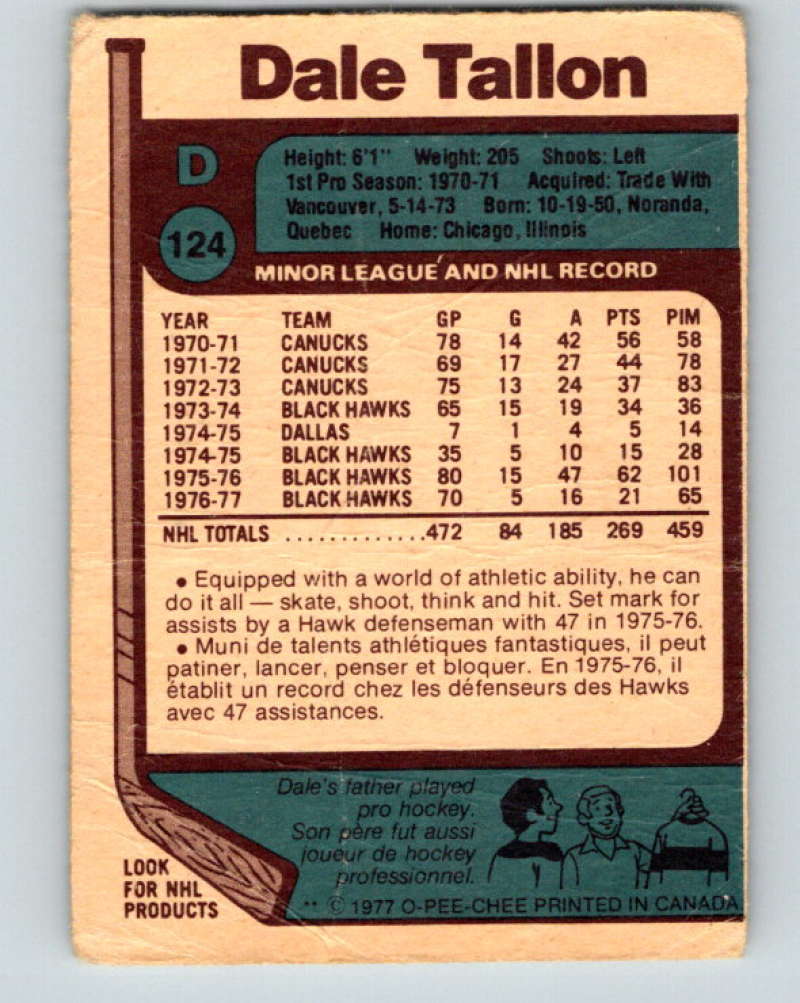 Dale Tallon
D
124
Height: 6'1" Weight: 205 Shoots: Left
1st Pro Season: 1970-71 Acquired: Trade With
Vancouver, 5-14-73 Born: 10-19-50, Noranda,
Quebec Home: Chicago, Illinois
MINOR LEAGUE AND NHL RECORD
YEAR TEAM GP G A PTS PIM
1970-71 CANUCKS 78 14 42 56 58
1971-72 CANUCKS 69 17 27 44 78
1972-73 CANUCKS 75 13 24 37 83
1973-74 BLACK HAWKS 65 15 19 34 36
1974-75 DALLAS 7 1 4 5 14
1974-75 BLACK HAWKS 35 5 10 15 28
1975-76 BLACK HAWKS 80 15 47 62 101
1976-77 BLACK HAWKS 70 5 16 21 65
NHL TOTALS .............472 84 185 269 459
• Equipped with a world of athletic ability, he can
do it all — skate, shoot, think and hit. Set mark for
assists by a Hawk defenseman with 47 in 1975-76.
• Muni de talents athlétiques fantastiques, il peut
patiner, lancer, penser et bloquer. En 1975-76, il
établit un record chez les défenseurs des Hawks
avec 47 assistances.
Dale's father played
pro hockey.
Son père fut aussi
joueur de hockey
professionnel.
LOOK
FOR NHL
PRODUCTS
** © 1977 O-PEE-CHEE PRINTED IN CANADA